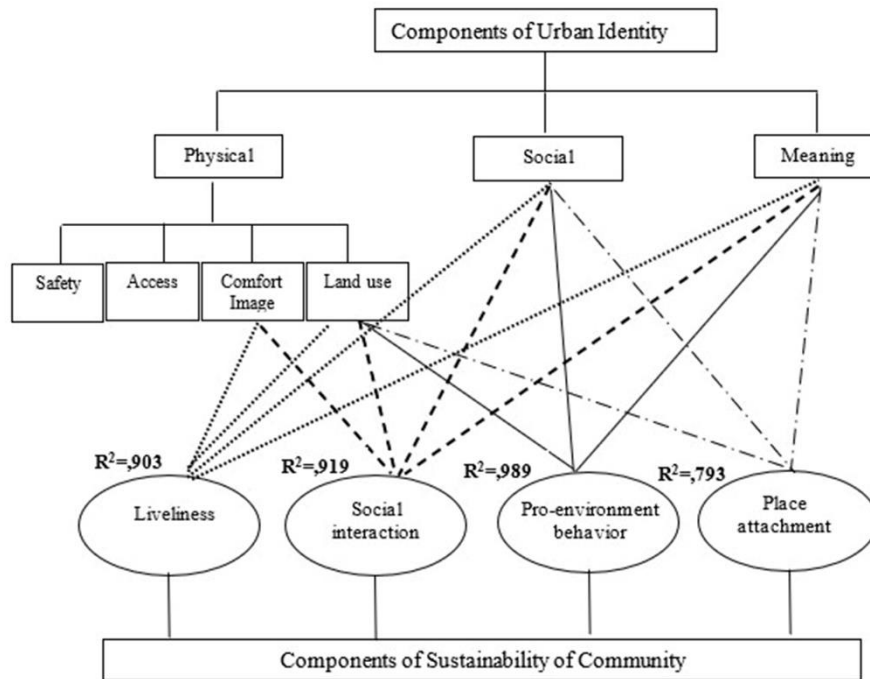 Components of Urban Identity
Physical
Social
Meaning
Safety
Access
Comfort
Image
Land use
R²=,903
R²=,919
R²=,989
R²=,793
Liveliness
Social
interaction
Pro-environment
behavior
Place
attachment
Components of Sustainability of Community